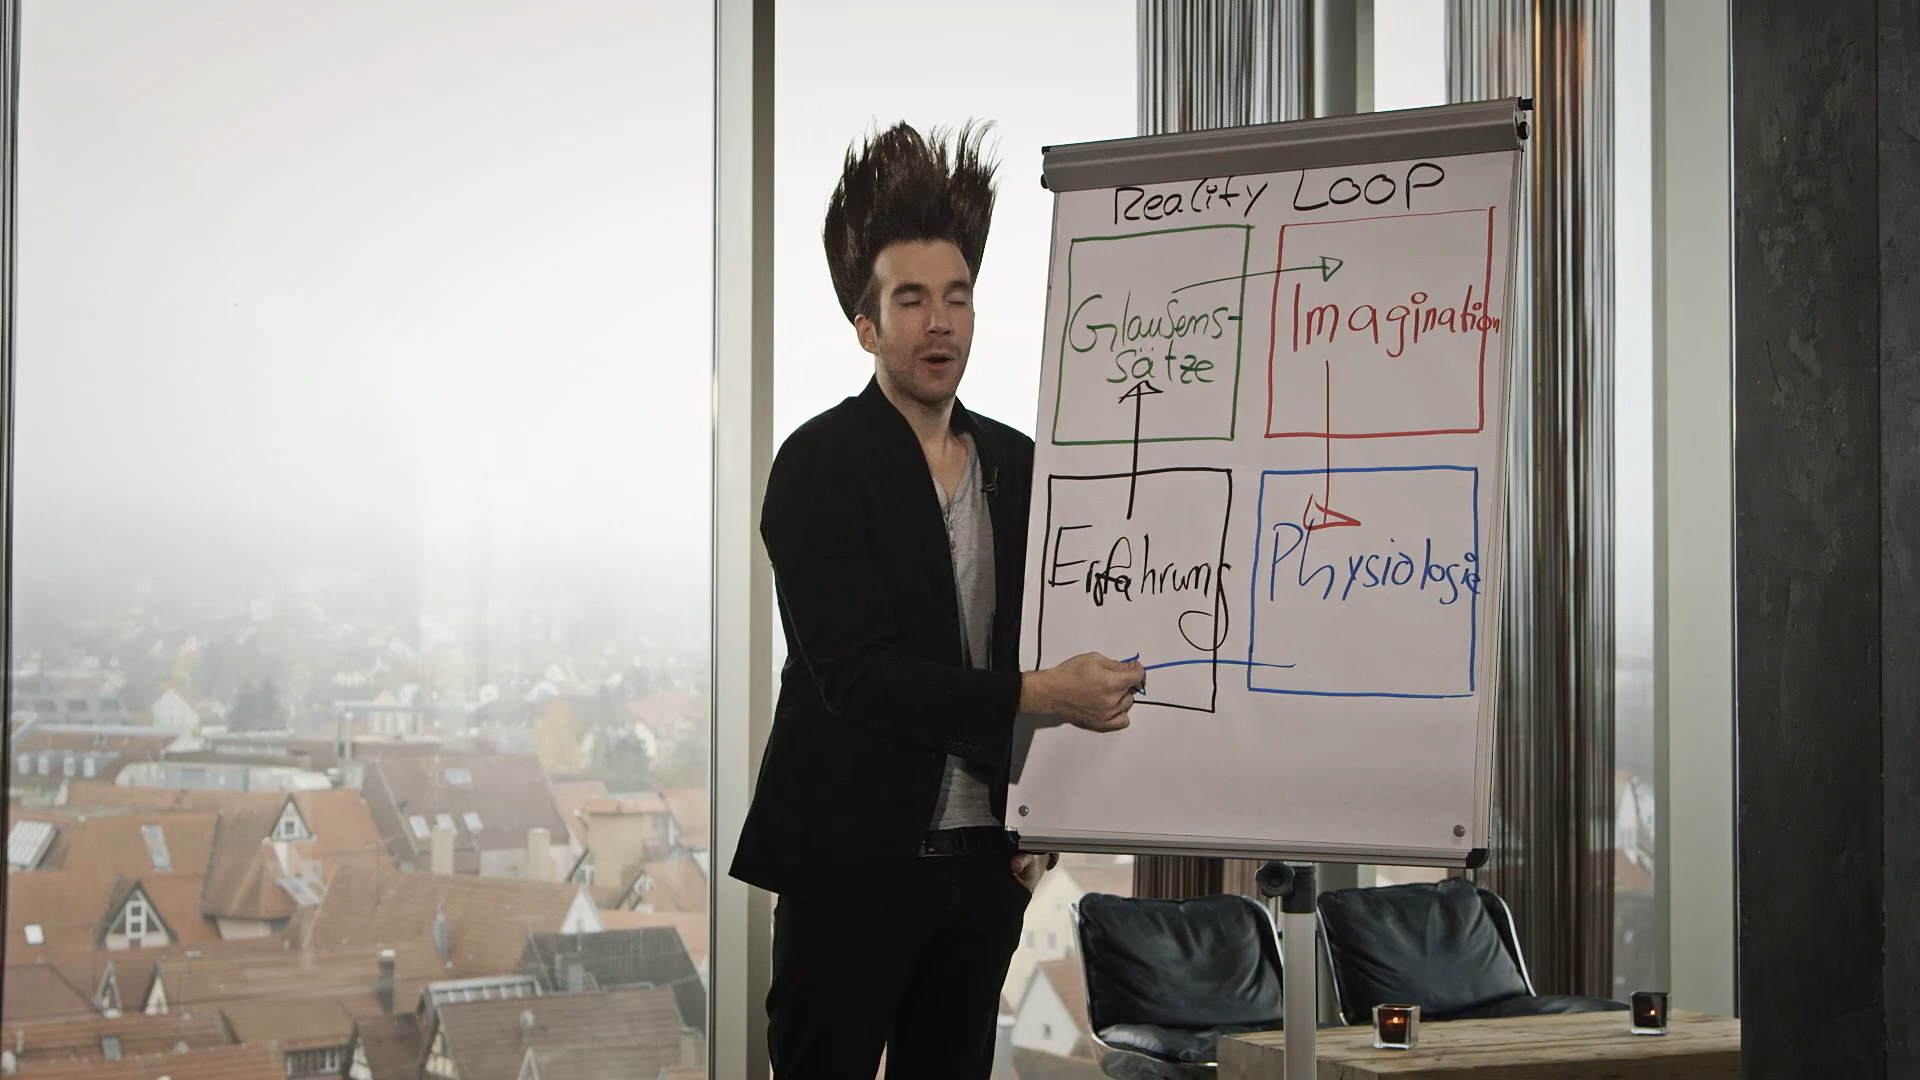 Reality LOOP
Glaubens-
sätze
Imagination
Erfahrung
Physiologie